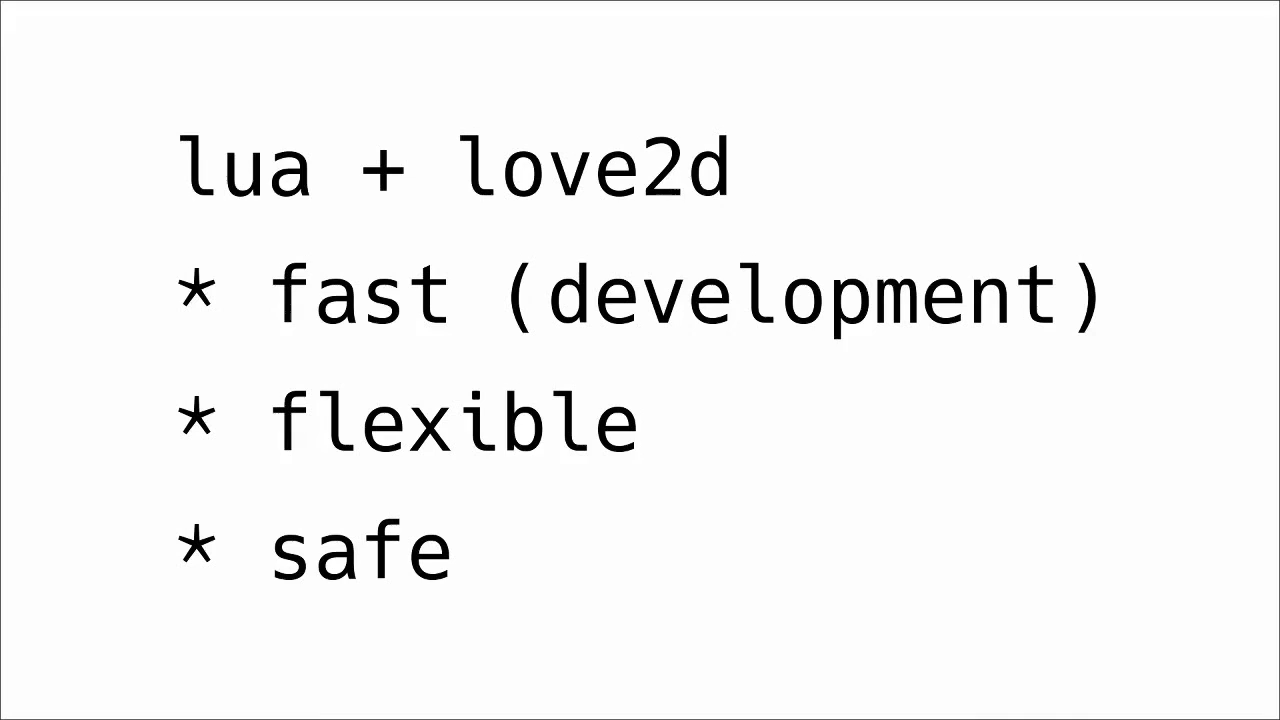 lua + love2d
* fast (development)
* flexible
* safe